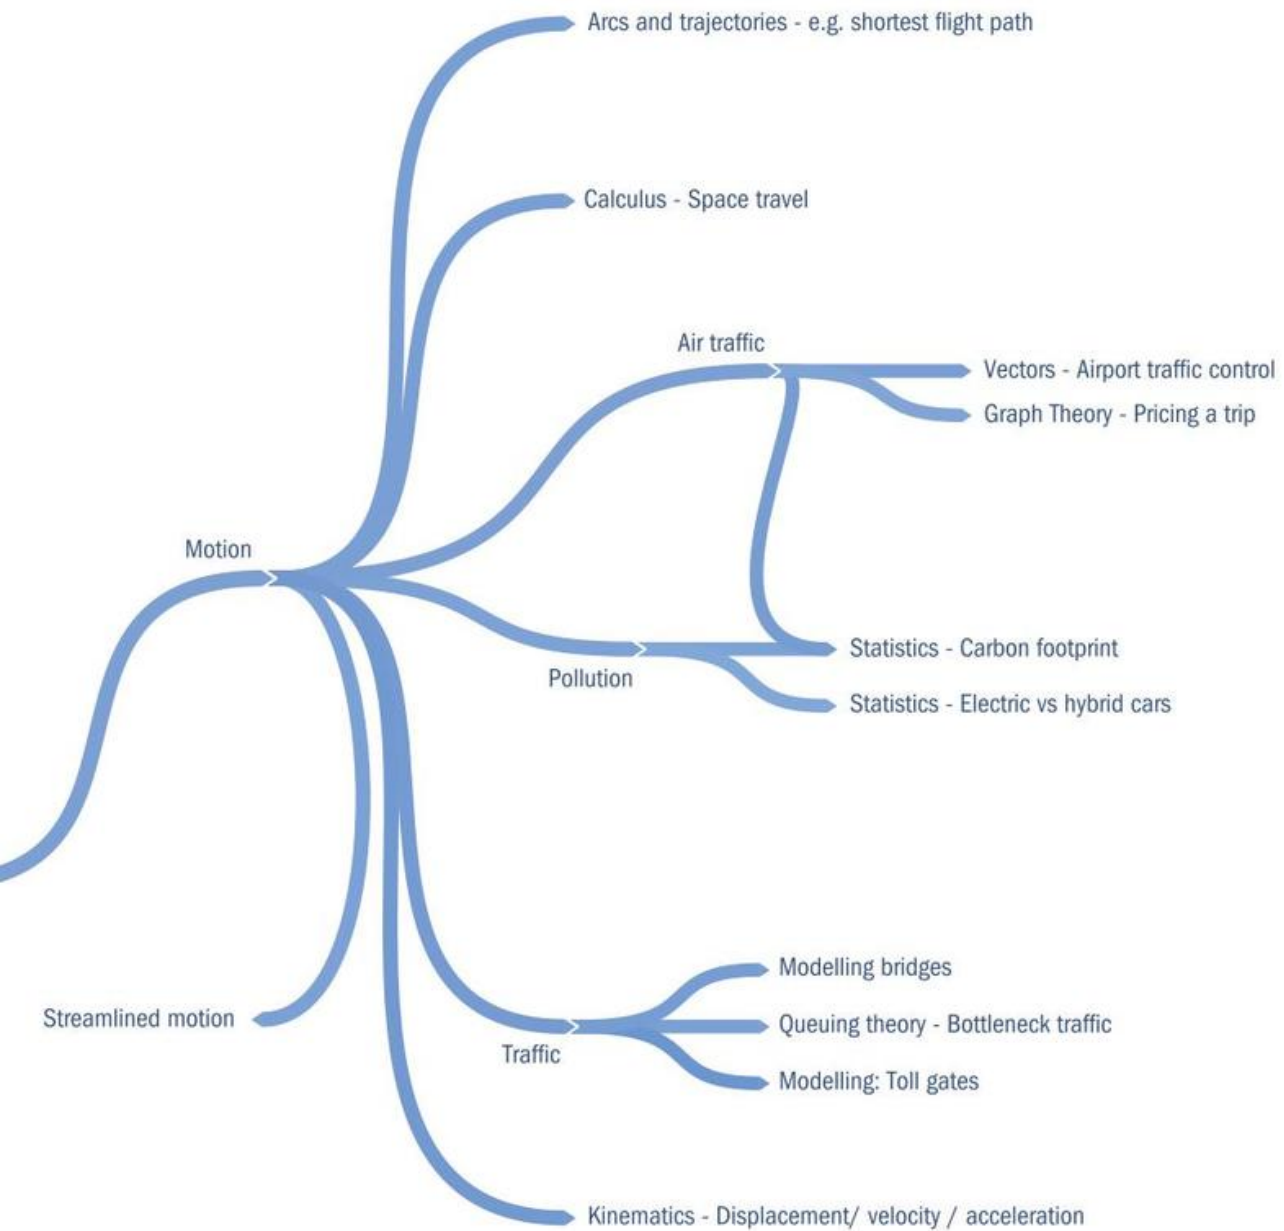 Arcs and trajectories - e.g. shortest flight path
Calculus - Space travel
Air traffic
Vectors - Airport traffic control
Graph Theory - Pricing a trip
Motion
Statistics - Carbon footprint
Pollution
Statistics - Electric vs hybrid cars
Modelling bridges
Streamlined motion
Queuing theory - Bottleneck traffic
Traffic
Modelling: Toll gates
Kinematics - Displacement/ velocity / acceleration